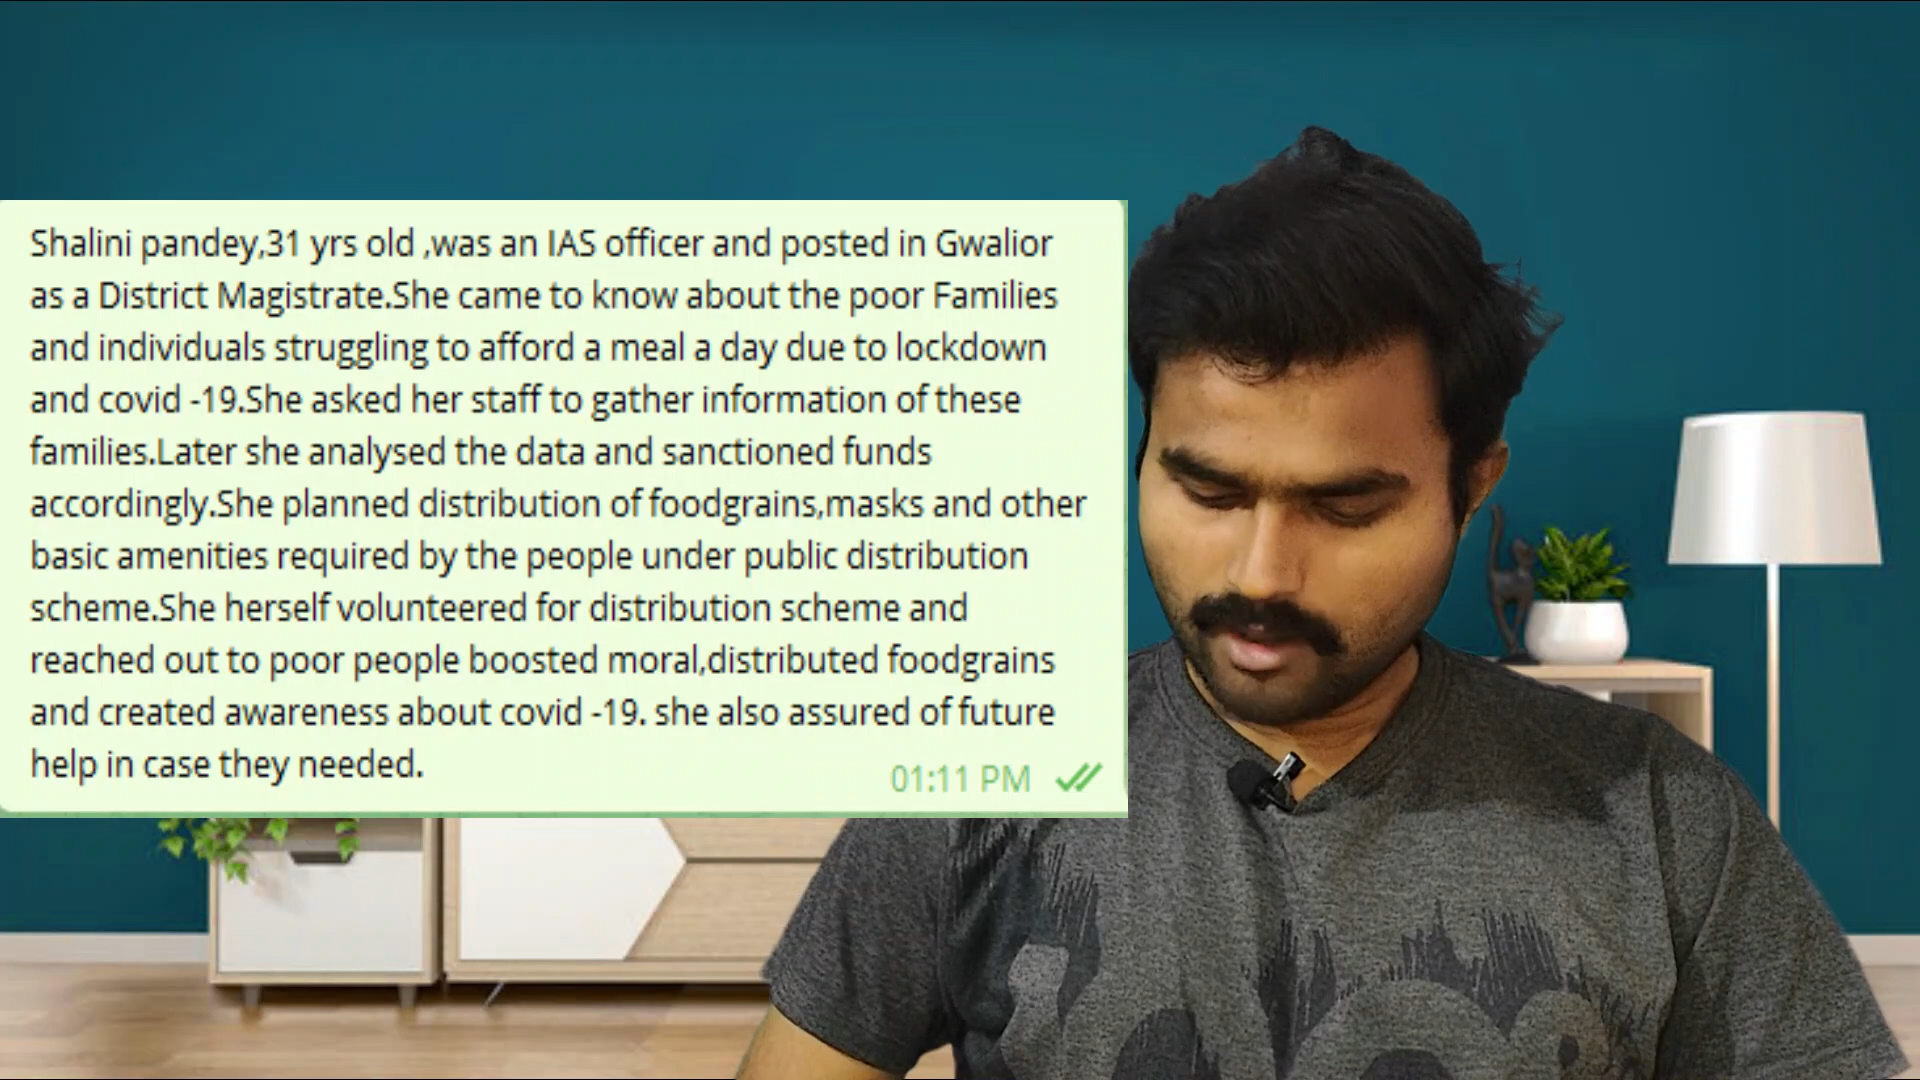 Shalini pandey,31 yrs old ,was an IAS officer and posted in Gwalior
as a District Magistrate.She came to know about the poor Families
and individuals struggling to afford a meal a day due to lockdown
and covid -19.She asked her staff to gather information of these
families.Later she analysed the data and sanctioned funds
accordingly.She planned distribution of foodgrains,masks and other
basic amenities required by the people under public distribution
scheme.She herself volunteered for distribution scheme and
reached out to poor people boosted moral,distributed foodgrains
and created awareness about covid -19. she also assured of future
help in case they needed.
01:11 PM